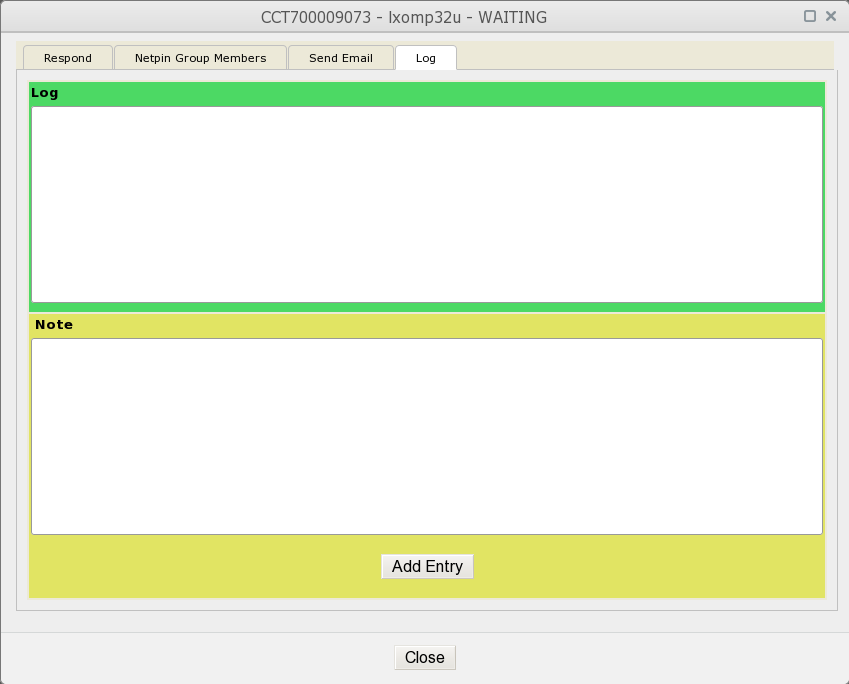 CCT700009073 - lxomp32u - WAITING
Respond Netpin Group Members Send Email Log
Log
Note
Add Entry
Close